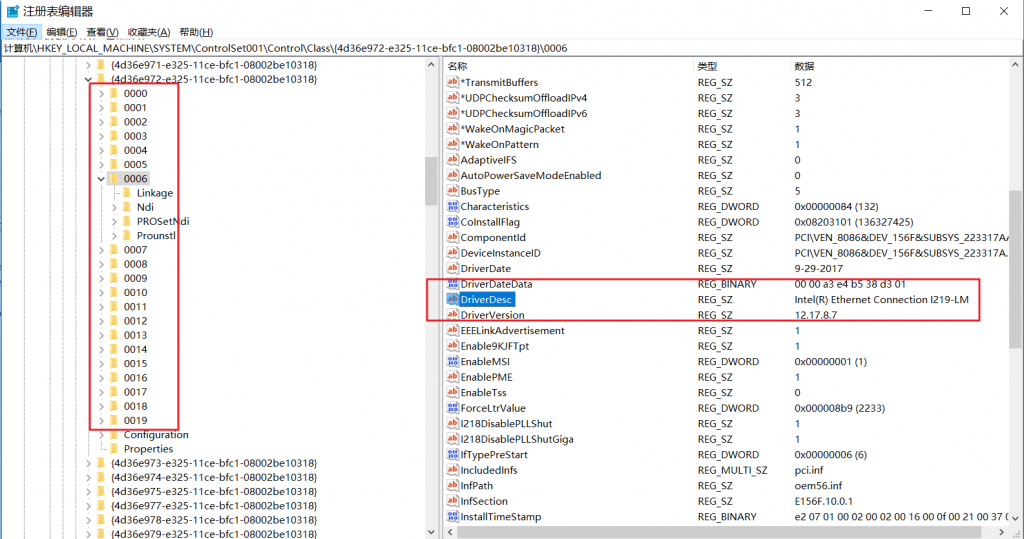 注册表编辑器
文件(F) 编辑(E) 查看(V) 收藏夹(A) 帮助(H)
计算机\HKEY_LOCAL_MACHINE\SYSTEM\ControlSet001\Control\Class\{4d36e972-e325-11ce-bfc1-08002be10318}\0006
{4d36e971-e325-11ce-bfc1-08002be10318}
{4d36e972-e325-11ce-bfc1-08002be10318}
0000
0001
0002
0003
0004
0005
0006
Linkage
Ndi
PROSetNdi
Prounstl
0007
0008
0009
0010
0011
0012
0013
0014
0015
0016
0017
0018
0019
Configuration
Properties
{4d36e973-e325-11ce-bfc1-08002be10318}
{4d36e974-e325-11ce-bfc1-08002be10318}
{4d36e975-e325-11ce-bfc1-08002be10318}
{4d36e977-e325-11ce-bfc1-08002be10318}
{4d36e978-e325-11ce-bfc1-08002be10318}
{4d36e979-e325-11ce-bfc1-08002be10318}
名称 类型 数据
*TransmitBuffers REG_SZ 512
*UDPChecksumOffloadIPv4 REG_SZ 3
*UDPChecksumOffloadIPv6 REG_SZ 3
*WakeOnMagicPacket REG_SZ 1
*WakeOnPattern REG_SZ 1
AdaptiveIFS REG_SZ 0
AutoPowerSaveModeEnabled REG_SZ 0
BusType REG_SZ 5
Characteristics REG_DWORD 0x00000084 (132)
CoInstallFlag REG_DWORD 0x08203101 (136327425)
ComponentId REG_SZ PCI\VEN_8086&DEV_156F&SUBSYS_223317AA
DeviceInstanceID REG_SZ PCI\VEN_8086&DEV_156F&SUBSYS_223317A
DriverDate REG_SZ 9-29-2017
DriverDateData REG_BINARY 00 00 a3 e4 b5 38 d3 01
DriverDesc REG_SZ Intel(R) Ethernet Connection I219-LM
DriverVersion REG_SZ 12.17.8.7
EEELinkAdvertisement REG_SZ 1
Enable9KJFTpt REG_SZ 1
EnableMSI REG_DWORD 0x00000001 (1)
EnablePME REG_SZ 1
EnableTss REG_SZ 0
ForceLtrValue REG_DWORD 0x000008b9 (2233)
I218DisablePLLShut REG_SZ 1
I218DisablePLLShutGiga REG_SZ 1
IfTypePreStart REG_DWORD 0x00000006 (6)
IncludedInfs REG_MULTI_SZ pci.inf
InfPath REG_SZ oem56.inf
InfSection REG_SZ E156F.10.0.1
InstallTimeStamp REG_BINARY e2 07 01 00 02 00 02 00 16 00 0f 00 21 00 37 0